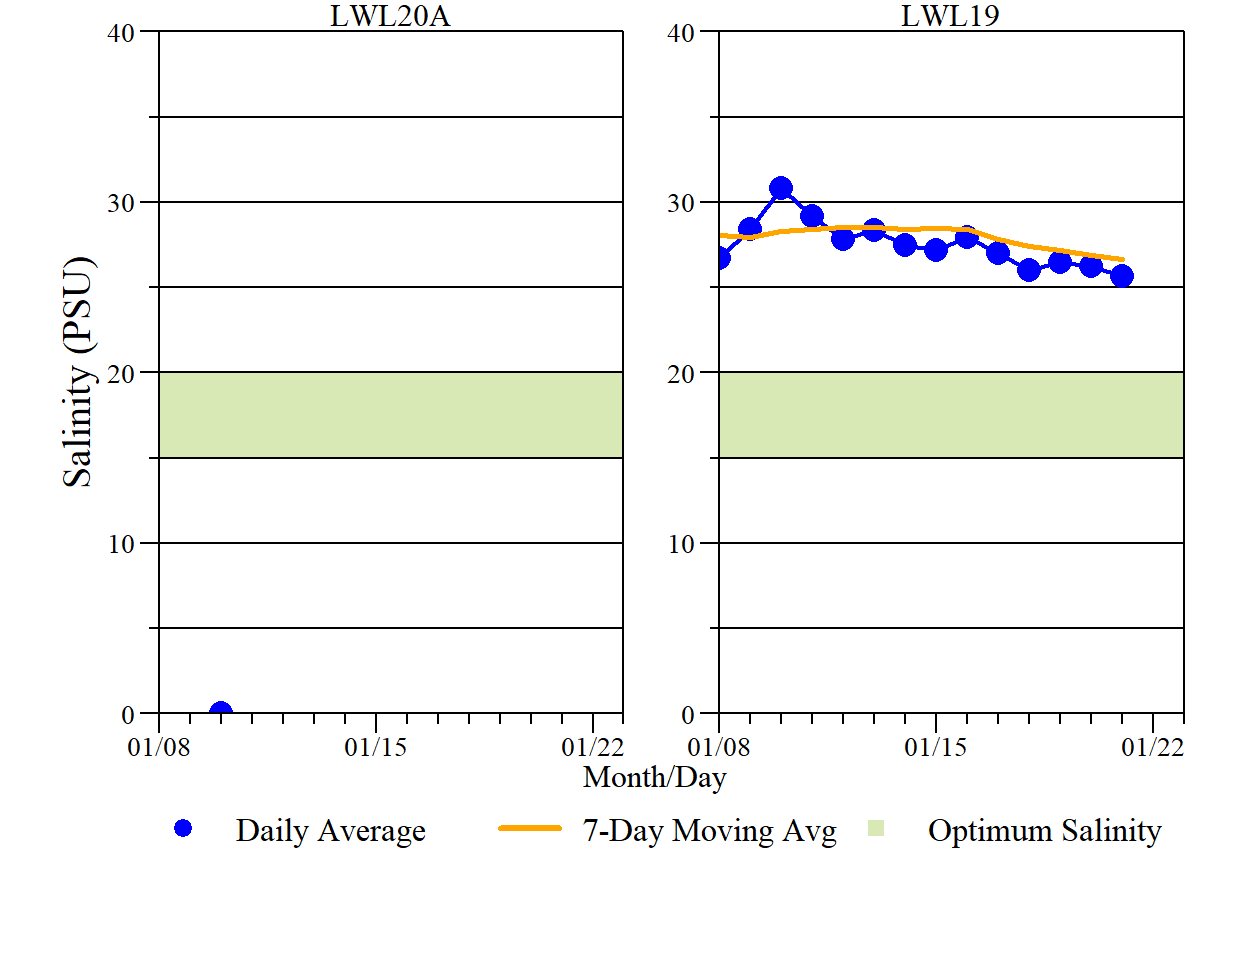 LWL20A
LWL19
40
30
20
10
0
40
30
20
10
0
Salinity (PSU)
01/08
01/15
01/22
01/08
01/15
01/22
Month/Day
Daily Average
7-Day Moving Avg
Optimum Salinity